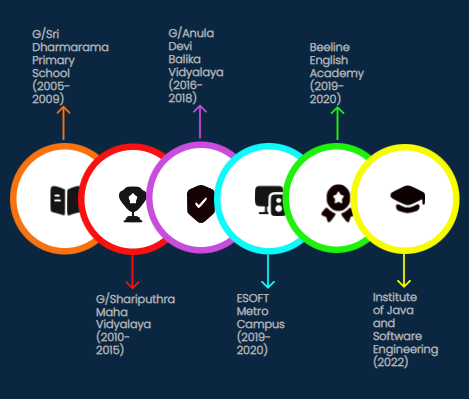 G/Sri
Dharmarama
Primary
School
(2005-
2009)
G/Anula
Devi
Balika
Vidyalaya
(2016-
2018)
Beeline
English
Academy
(2019-
2020)
G/Shariputhra
Maha
Vidyalaya
(2010-
2015)
ESOFT
Metro
Campus
(2019-
2020)
Institute
of Java
and
Software
Engineering
(2022)